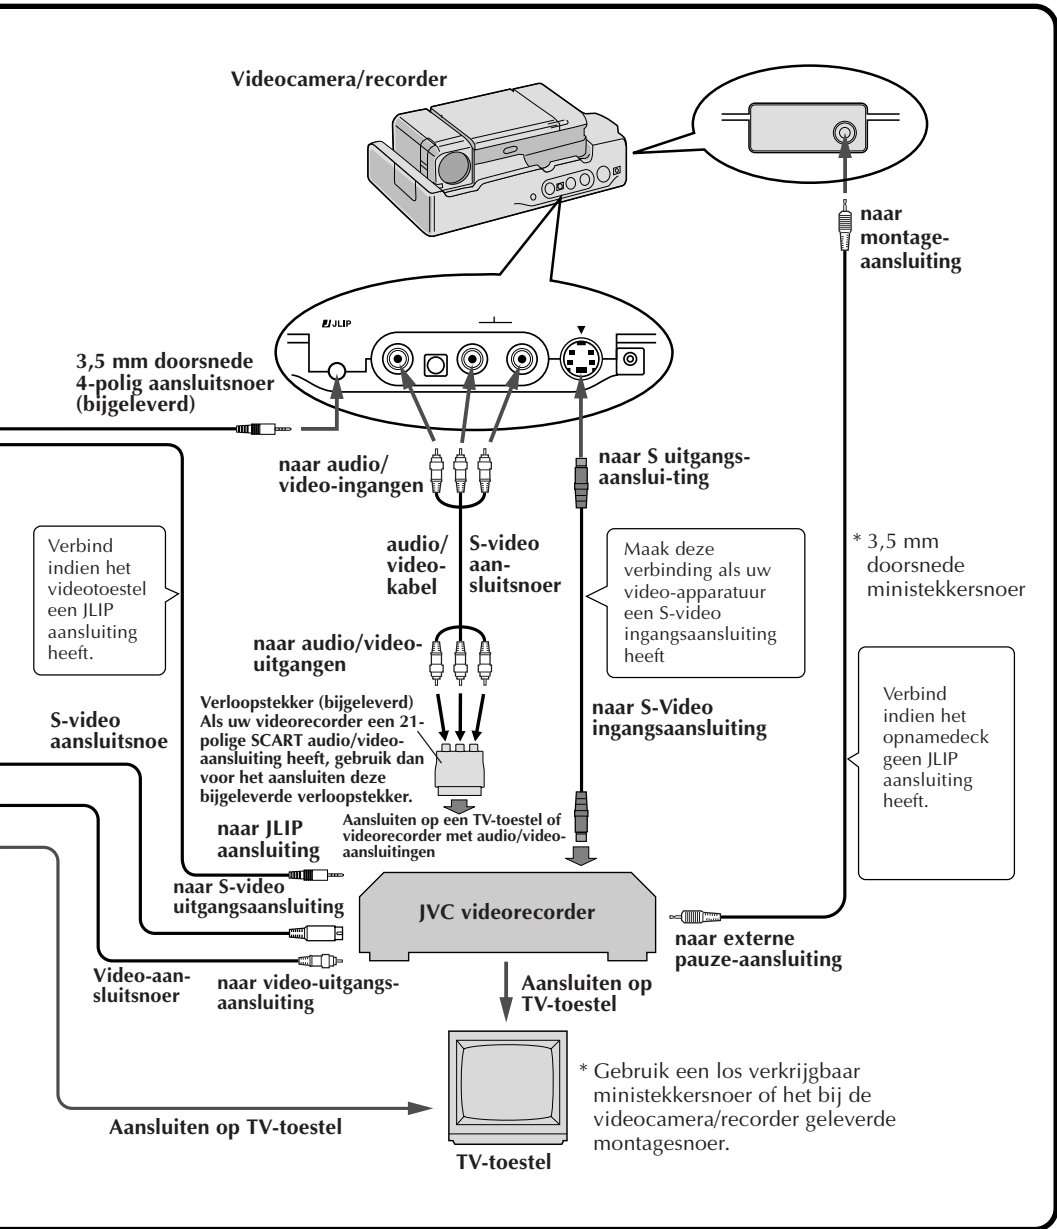 Videocamera/recorder
naar
montage-
aansluiting
JLIP
3,5 mm doorsnede
4-polig aansluitsnoer
(bijgeleverd)
naar audio/
video-ingangen
naar S uitgangs-
aanslui-ting
Verbind
indien het
videotoestel
een JLIP
aansluiting
heeft.
audio/
video-
kabel
S-video
aan-
sluitsnoer
Maak deze
verbinding als uw
video-apparatuur
een S-video
ingangsaansluiting
heeft
* 3,5 mm
doorsnede
ministekkersnoer
naar audio/video-
uitgangen
Verloopstekker (bijgeleverd)
Als uw videorecorder een 21-
polige SCART audio/video-
aansluiting heeft, gebruik dan
voor het aansluiten deze
bijgeleverde verloopstekker.
naar S-Video
ingangsaansluiting
Verbind
indien het
opnamedeck
geen JLIP
aansluiting
heeft.
S-video
aansluitsnoe
Aansluiten op een TV-toestel of
videorecorder met audio/video-
aansluitingen
naar JLIP
aansluiting
naar S-video
uitgangsaansluiting
JVC videorecorder
naar externe
pauze-aansluiting
Video-aan-
sluitsnoer
naar video-uitgangs-
aansluiting
Aansluiten op
TV-toestel
* Gebruik een los verkrijgbaar
ministekkersnoer of het bij de
videocamera/recorder geleverde
montagesnoer.
Aansluiten op TV-toestel
TV-toestel